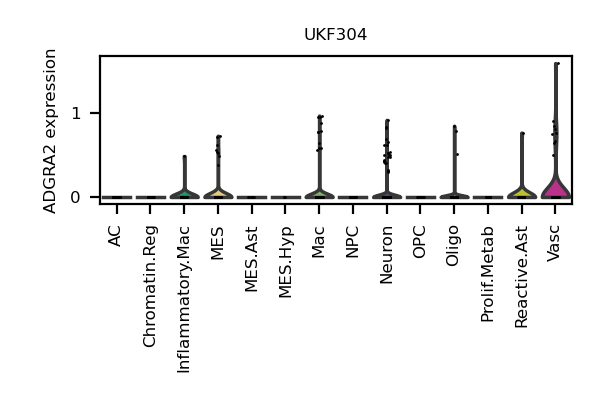 UKF304
ADGRA2 expression
1
0
AC
Chromatin.Reg
Inflammatory.Mac
MES
MES.Ast
MES.Hyp
Mac
NPC
Neuron
OPC
Oligo
Prolif.Metab
Reactive.Ast
Vasc